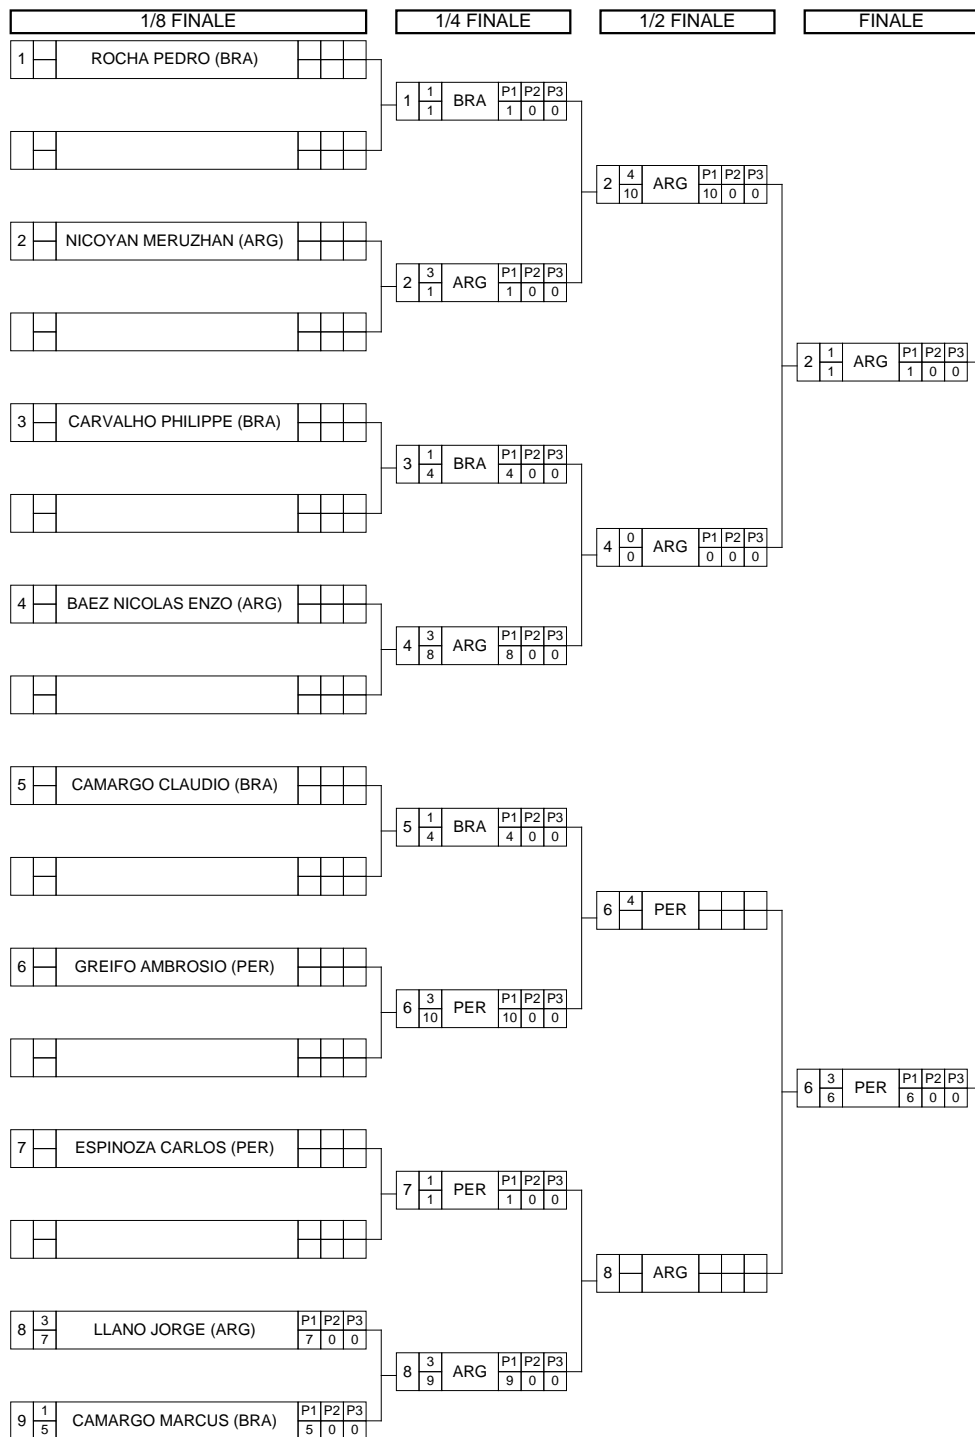 1/8 FINALE 1/4 FINALE 1/2 FINALE FINALE
1 ROCHA PEDRO (BRA)
1 1 BRA P1 P2 P3
1 1 0 0
2 4 ARG P1 P2 P3
10 10 0 0
2 NICOYAN MERUZHAN (ARG)
2 3 ARG P1 P2 P3
1 1 0 0
2 1 ARG P1 P2 P3
1 1 0 0
3 CARVALHO PHILIPPE (BRA)
3 1 BRA P1 P2 P3
4 4 0 0
4 0 ARG P1 P2 P3
0 0 0 0
4 BAEZ NICOLAS ENZO (ARG)
4 3 ARG P1 P2 P3
8 8 0 0
5 CAMARGO CLAUDIO (BRA)
5 1 BRA P1 P2 P3
4 4 0 0
6 4 PER
6 GREIFO AMBROSIO (PER)
6 3 PER P1 P2 P3
10 10 0 0
6 3 PER P1 P2 P3
6 6 0 0
7 ESPINOZA CARLOS (PER)
7 1 PER P1 P2 P3
1 1 0 0
8 ARG
8 3 LLANO JORGE (ARG) P1 P2 P3
7 7 0 0
8 3 ARG P1 P2 P3
9 9 0 0
9 1 CAMARGO MARCUS (BRA) P1 P2 P3
5 5 0 0